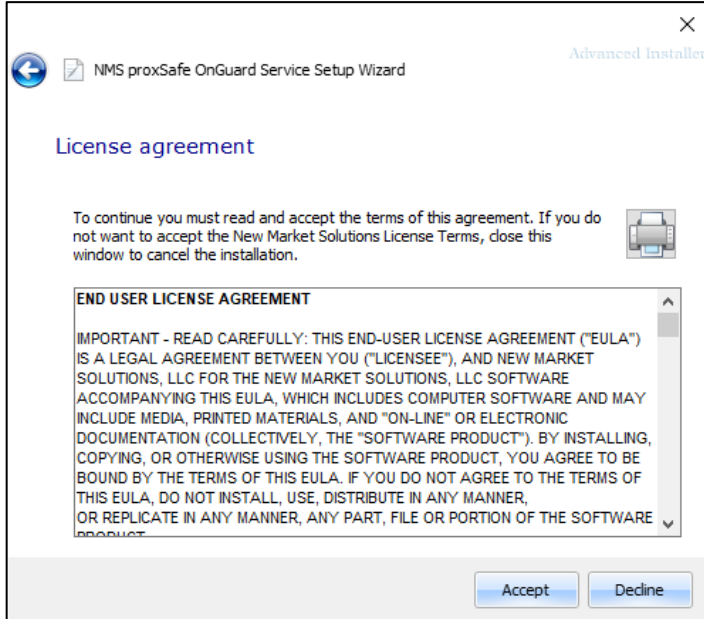 Advanced Installer
NMS proxSafe OnGuard Service Setup Wizard
License agreement
To continue you must read and accept the terms of this agreement. If you do
not want to accept the New Market Solutions License Terms, close this
window to cancel the installation.
END USER LICENSE AGREEMENT
IMPORTANT - READ CAREFULLY: THIS END-USER LICENSE AGREEMENT ("EULA")
IS A LEGAL AGREEMENT BETWEEN YOU ("LICENSEE"), AND NEW MARKET
SOLUTIONS, LLC FOR THE NEW MARKET SOLUTIONS, LLC SOFTWARE
ACCOMPANYING THIS EULA, WHICH INCLUDES COMPUTER SOFTWARE AND MAY
INCLUDE MEDIA, PRINTED MATERIALS, AND "ON-LINE" OR ELECTRONIC
DOCUMENTATION (COLLECTIVELY, THE "SOFTWARE PRODUCT"). BY INSTALLING,
COPYING, OR OTHERWISE USING THE SOFTWARE PRODUCT, YOU AGREE TO BE
BOUND BY THE TERMS OF THIS EULA. IF YOU DO NOT AGREE TO THE TERMS OF
THIS EULA, DO NOT INSTALL, USE, DISTRIBUTE IN ANY MANNER,
OR REPLICATE IN ANY MANNER, ANY PART, FILE OR PORTION OF THE SOFTWARE
PRODUCT
Accept
Decline